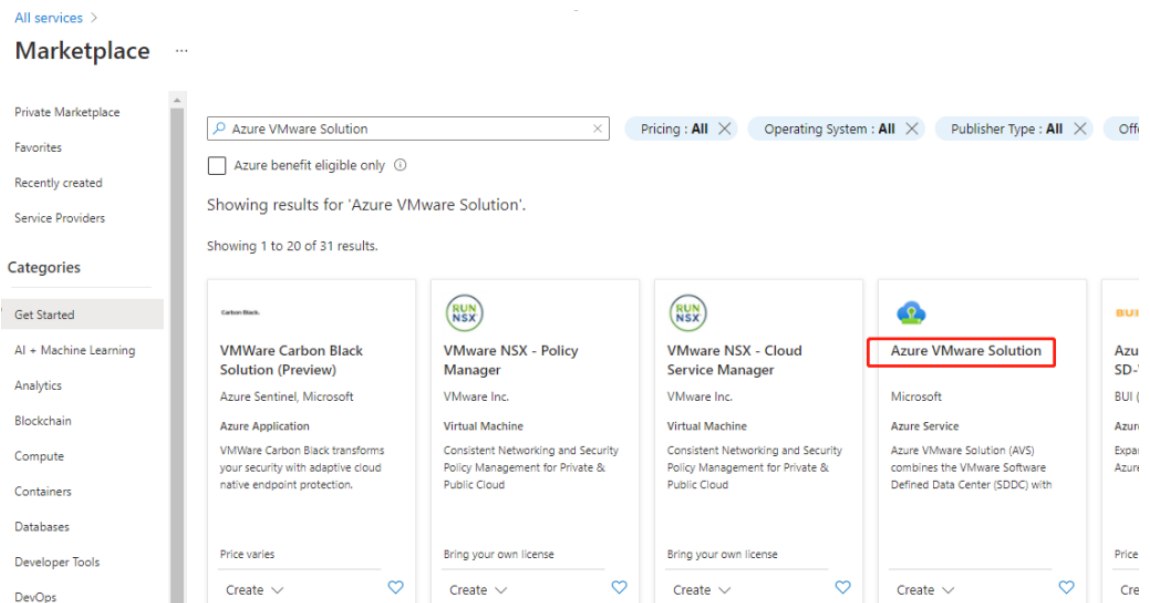 All services >
Marketplace ...
Private Marketplace
Favorites
Recently created
Service Providers
Categories
Get Started
AI + Machine Learning
Analytics
Blockchain
Compute
Containers
Databases
Developer Tools
DevOps
Azure VMware Solution
Pricing : All
Operating System : All
Publisher Type : All
Azure benefit eligible only
Showing results for 'Azure VMware Solution'.
Showing 1 to 20 of 31 results.
Carbon Black.
VMWare Carbon Black
Solution (Preview)
Azure Sentinel, Microsoft
Azure Application
VMWare Carbon Black transforms
your security with adaptive cloud
native endpoint protection.
Price varies
Create
RUN
NSX
VMware NSX - Policy
Manager
VMware Inc.
Virtual Machine
Consistent Networking and Security
Policy Management for Private &
Public Cloud
Bring your own license
Create
RUN
NSX
VMware NSX - Cloud
Service Manager
VMware Inc.
Virtual Machine
Consistent Networking and Security
Policy Management for Private &
Public Cloud
Bring your own license
Create
Azure VMware Solution
Microsoft
Azure Service
Azure VMware Solution (AVS)
combines the VMware Software
Defined Data Center (SDDC) with
Create
BUI (
Price